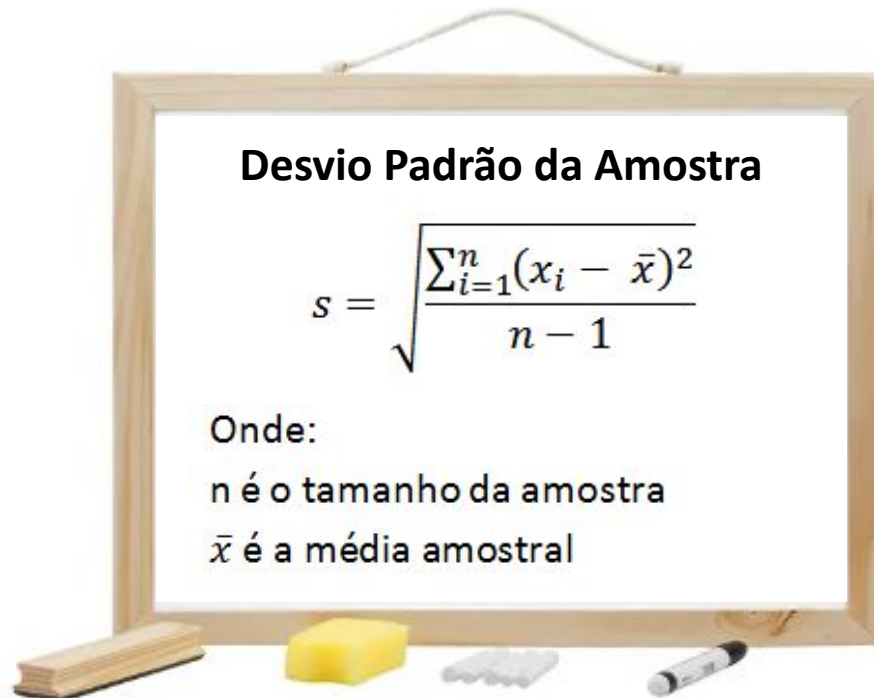 Desvio Padrão da Amostra
s = √(∑ⁿᵢ₌₁(xᵢ − x̄)² / (n − 1))
Onde:
n é o tamanho da amostra
x̄ é a média amostral